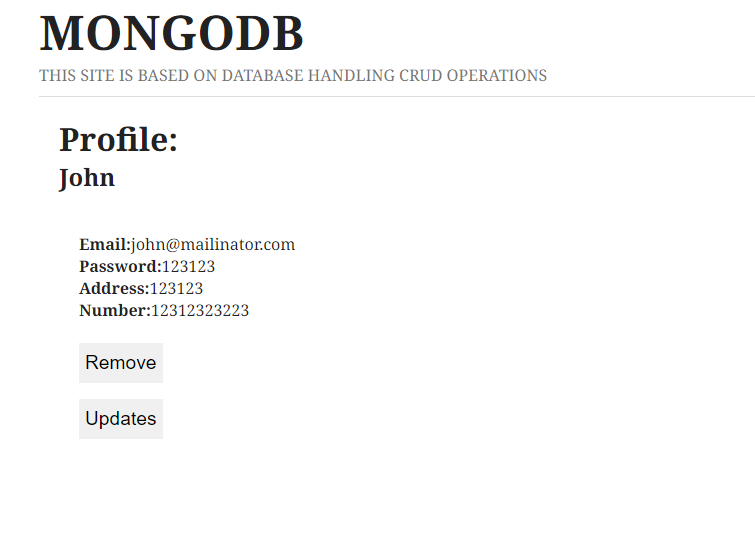 MONGODB
THIS SITE IS BASED ON DATABASE HANDLING CRUD OPERATIONS
Profile:
John
Email:john@mailinator.com
Password:123123
Address:123123
Number:12312323223
Remove
Updates